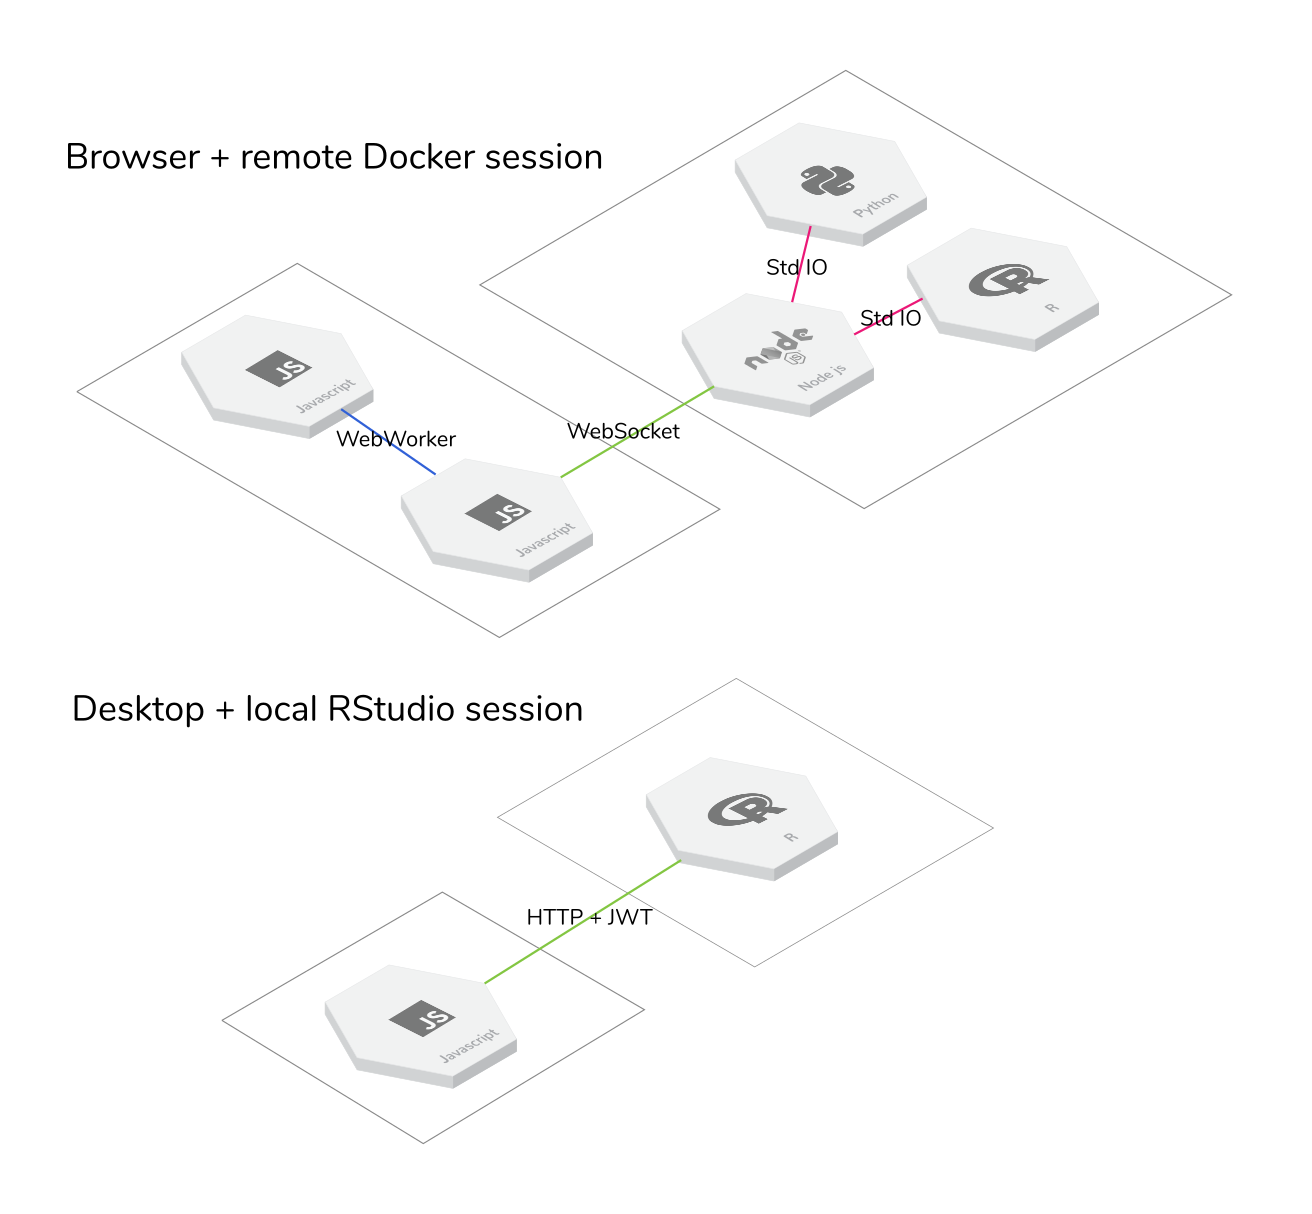 Browser + remote Docker session
Python
Std IO
R
Std IO
node
JS
Node js
JS
Javascript
WebWorker
WebSocket
JS
Javascript
Desktop + local RStudio session
R
R
HTTP + JWT
JS
Javascript